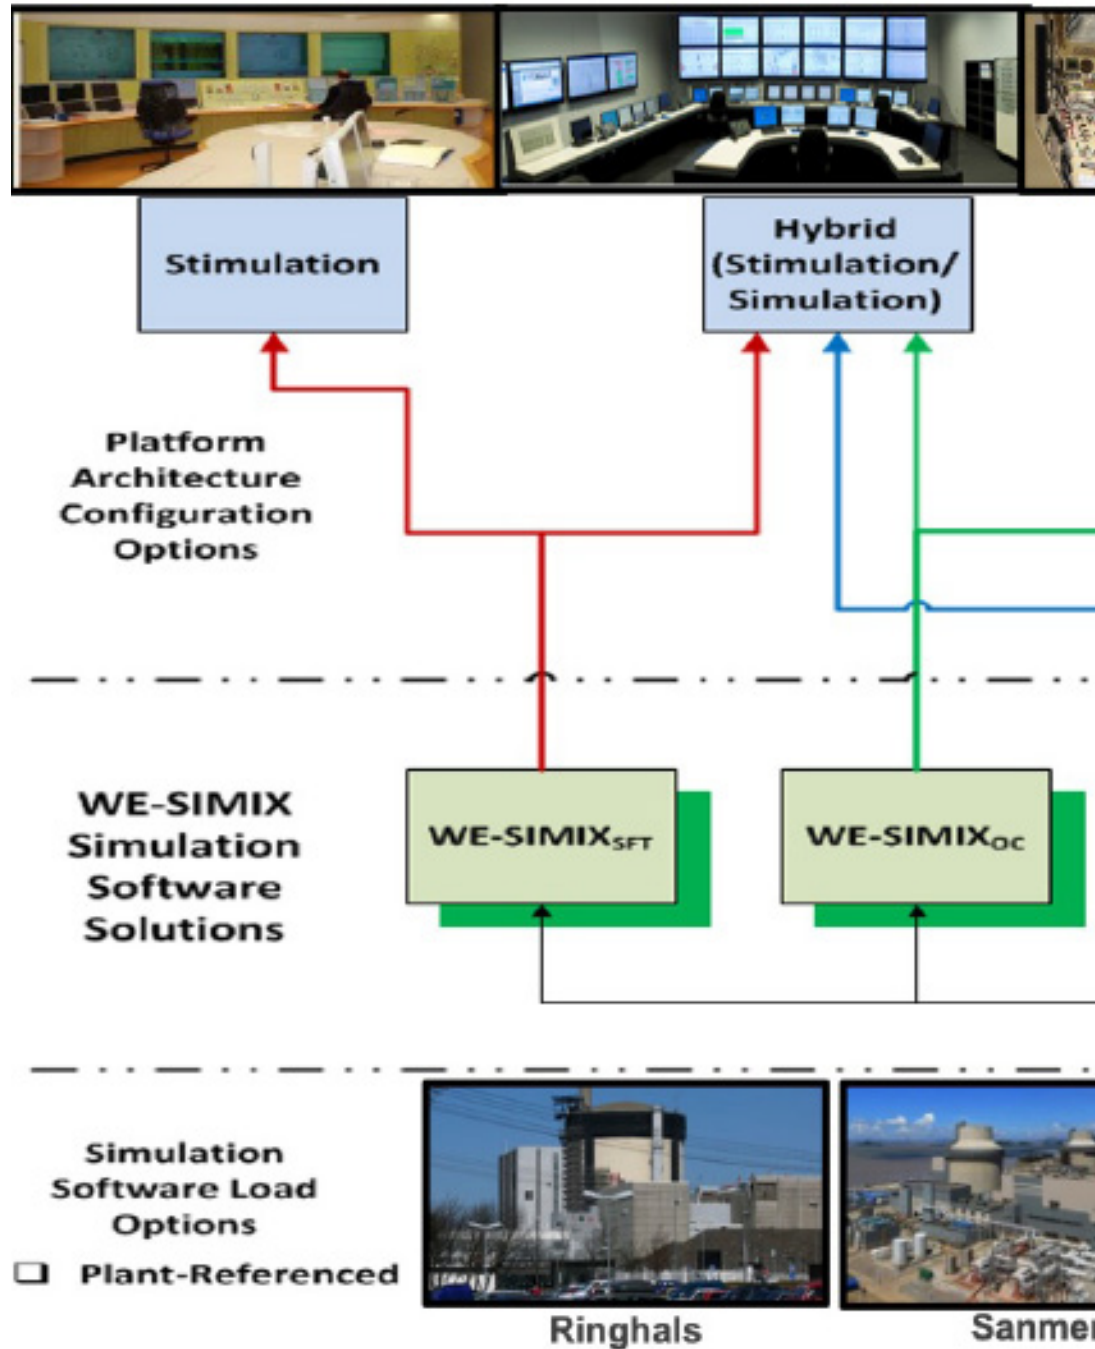 Stimulation
Hybrid
(Stimulation/
Simulation)
Platform
Architecture
Configuration
Options
WE-SIMIX
Simulation
Software
Solutions
WE-SIMIXSFT
WE-SIMIXOC
Simulation
Software Load
Options
❑ Plant-Referenced
Ringhals
Sanmen